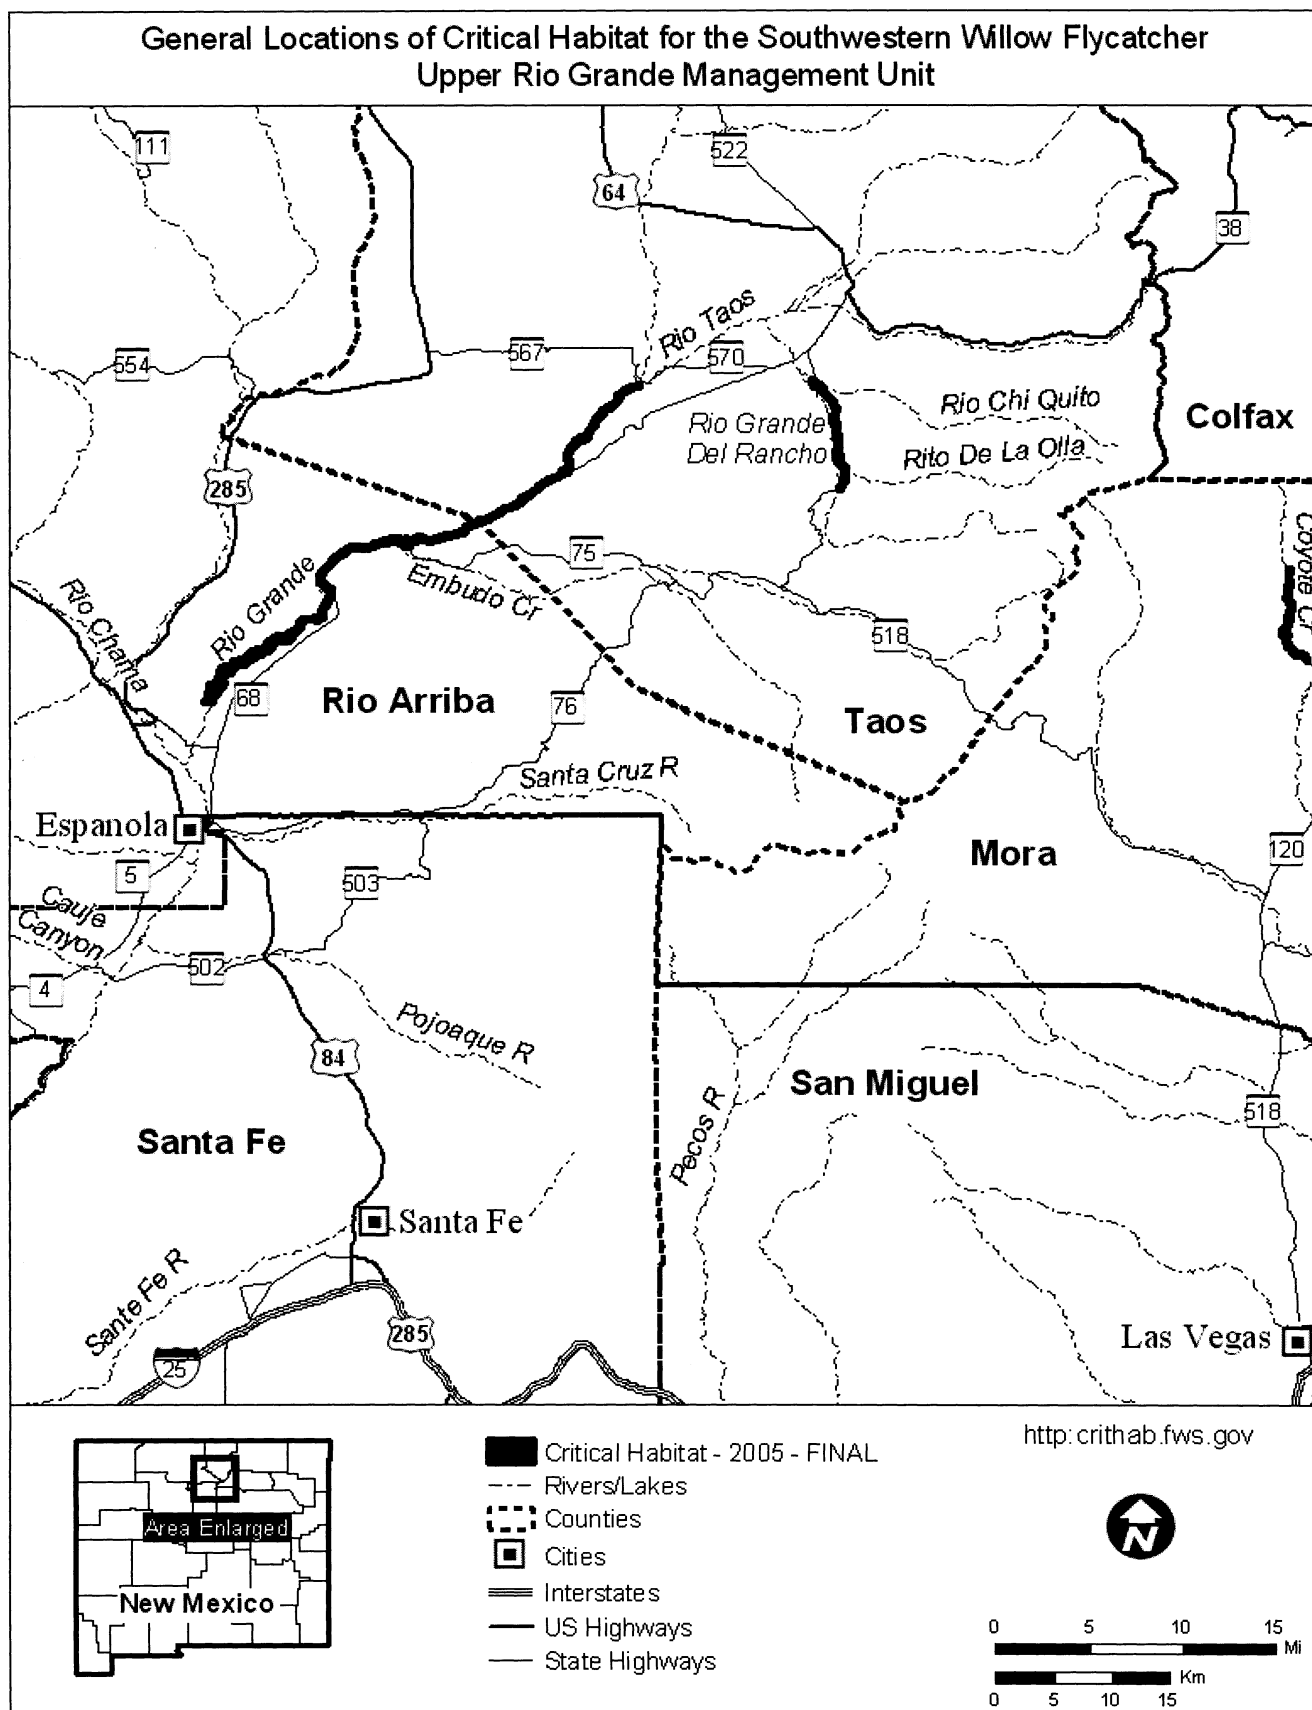 General Locations of Critical Habitat for the Southwestern Willow Flycatcher
Upper Rio Grande Management Unit
111
522
64
38
Rio Taos
554
567
570
Rio Chi Quito
Colfax
Rio Grande
Del Rancho
Rito De La Olla
285
Coyote Cr
75
Rio Grande
Embudo Cr
Rio Chama
518
68
Rio Arriba
76
Taos
Santa Cruz R
Espanola
Mora
120
5
503
Cauje
Canyon
502
4
Pojoaque R
84
San Miguel
Pecos R
518
Santa Fe
Santa Fe
Sante Fe R
285
Las Vegas
25
Area Enlarged
New Mexico
Critical Habitat - 2005 - FINAL
Rivers/Lakes
Counties
Cities
Interstates
US Highways
State Highways
http:crithab.fws.gov
N
0 5 10 15
Mi
Km
0 5 10 15